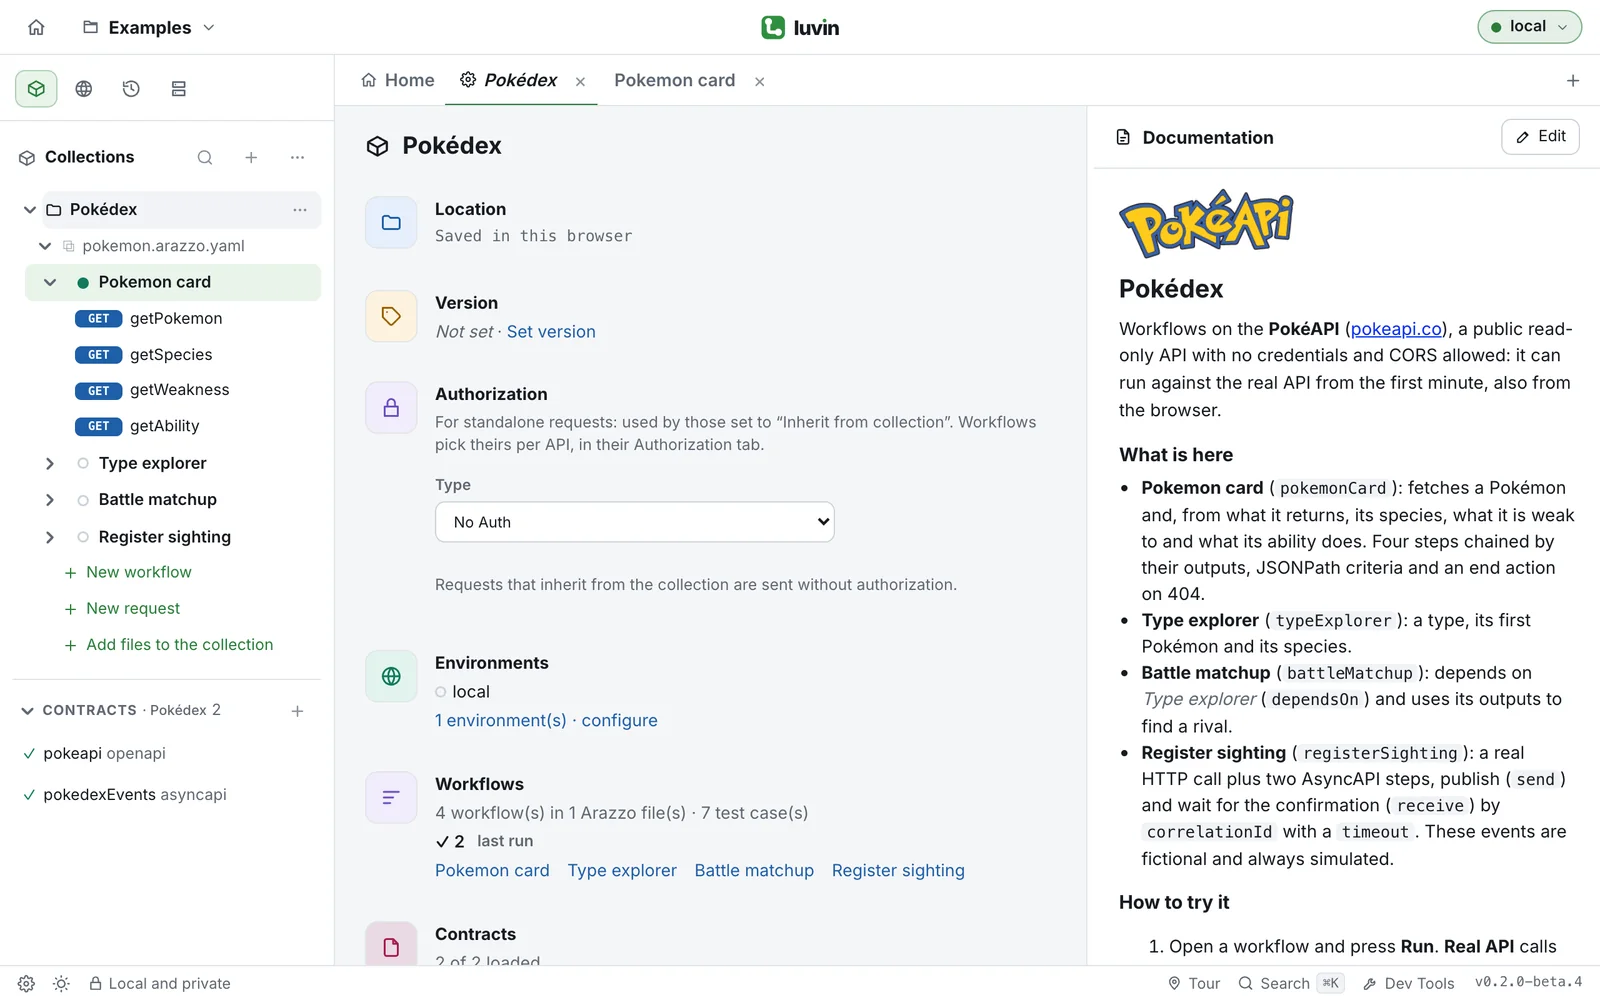 Examples
luvin
local
Home
Pokédex
Pokemon card
Collections
Pokédex
pokemon.arazzo.yaml
Pokemon card
GET getPokemon
GET getSpecies
GET getWeakness
GET getAbility
Type explorer
Battle matchup
Register sighting
+ New workflow
+ New request
+ Add files to the collection
CONTRACTS · Pokédex 2
pokeapi openapi
pokedexEvents asyncapi
Pokédex
Location
Saved in this browser
Version
Not set · Set version
Authorization
For standalone requests: used by those set to “Inherit from collection”. Workflows
pick theirs per API, in their Authorization tab.
Type
No Auth
Requests that inherit from the collection are sent without authorization.
Environments
local
1 environment(s) · configure
Workflows
4 workflow(s) in 1 Arazzo file(s) · 7 test case(s)
✓ 2 last run
Pokemon card Type explorer Battle matchup Register sighting
Contracts
2 of 2 loaded
Documentation
Edit
PokéApi
Pokédex
Workflows on the PokéAPI (pokeapi.co), a public read-
only API with no credentials and CORS allowed: it can
run against the real API from the first minute, also from
the browser.
What is here
• Pokemon card ( pokemonCard ): fetches a Pokémon
and, from what it returns, its species, what it is weak
to and what its ability does. Four steps chained by
their outputs, JSONPath criteria and an end action
on 404.
• Type explorer ( typeExplorer ): a type, its first
Pokémon and its species.
• Battle matchup ( battleMatchup ): depends on
Type explorer ( dependsOn ) and uses its outputs to
find a rival.
• Register sighting ( registerSighting ): a real
HTTP call plus two AsyncAPI steps, publish ( send )
and wait for the confirmation ( receive ) by
correlationId with a timeout . These events are
fictional and always simulated.
How to try it
1. Open a workflow and press Run. Real API calls
Local and private
Tour
Search ⌘K
Dev Tools
v0.2.0-beta.4